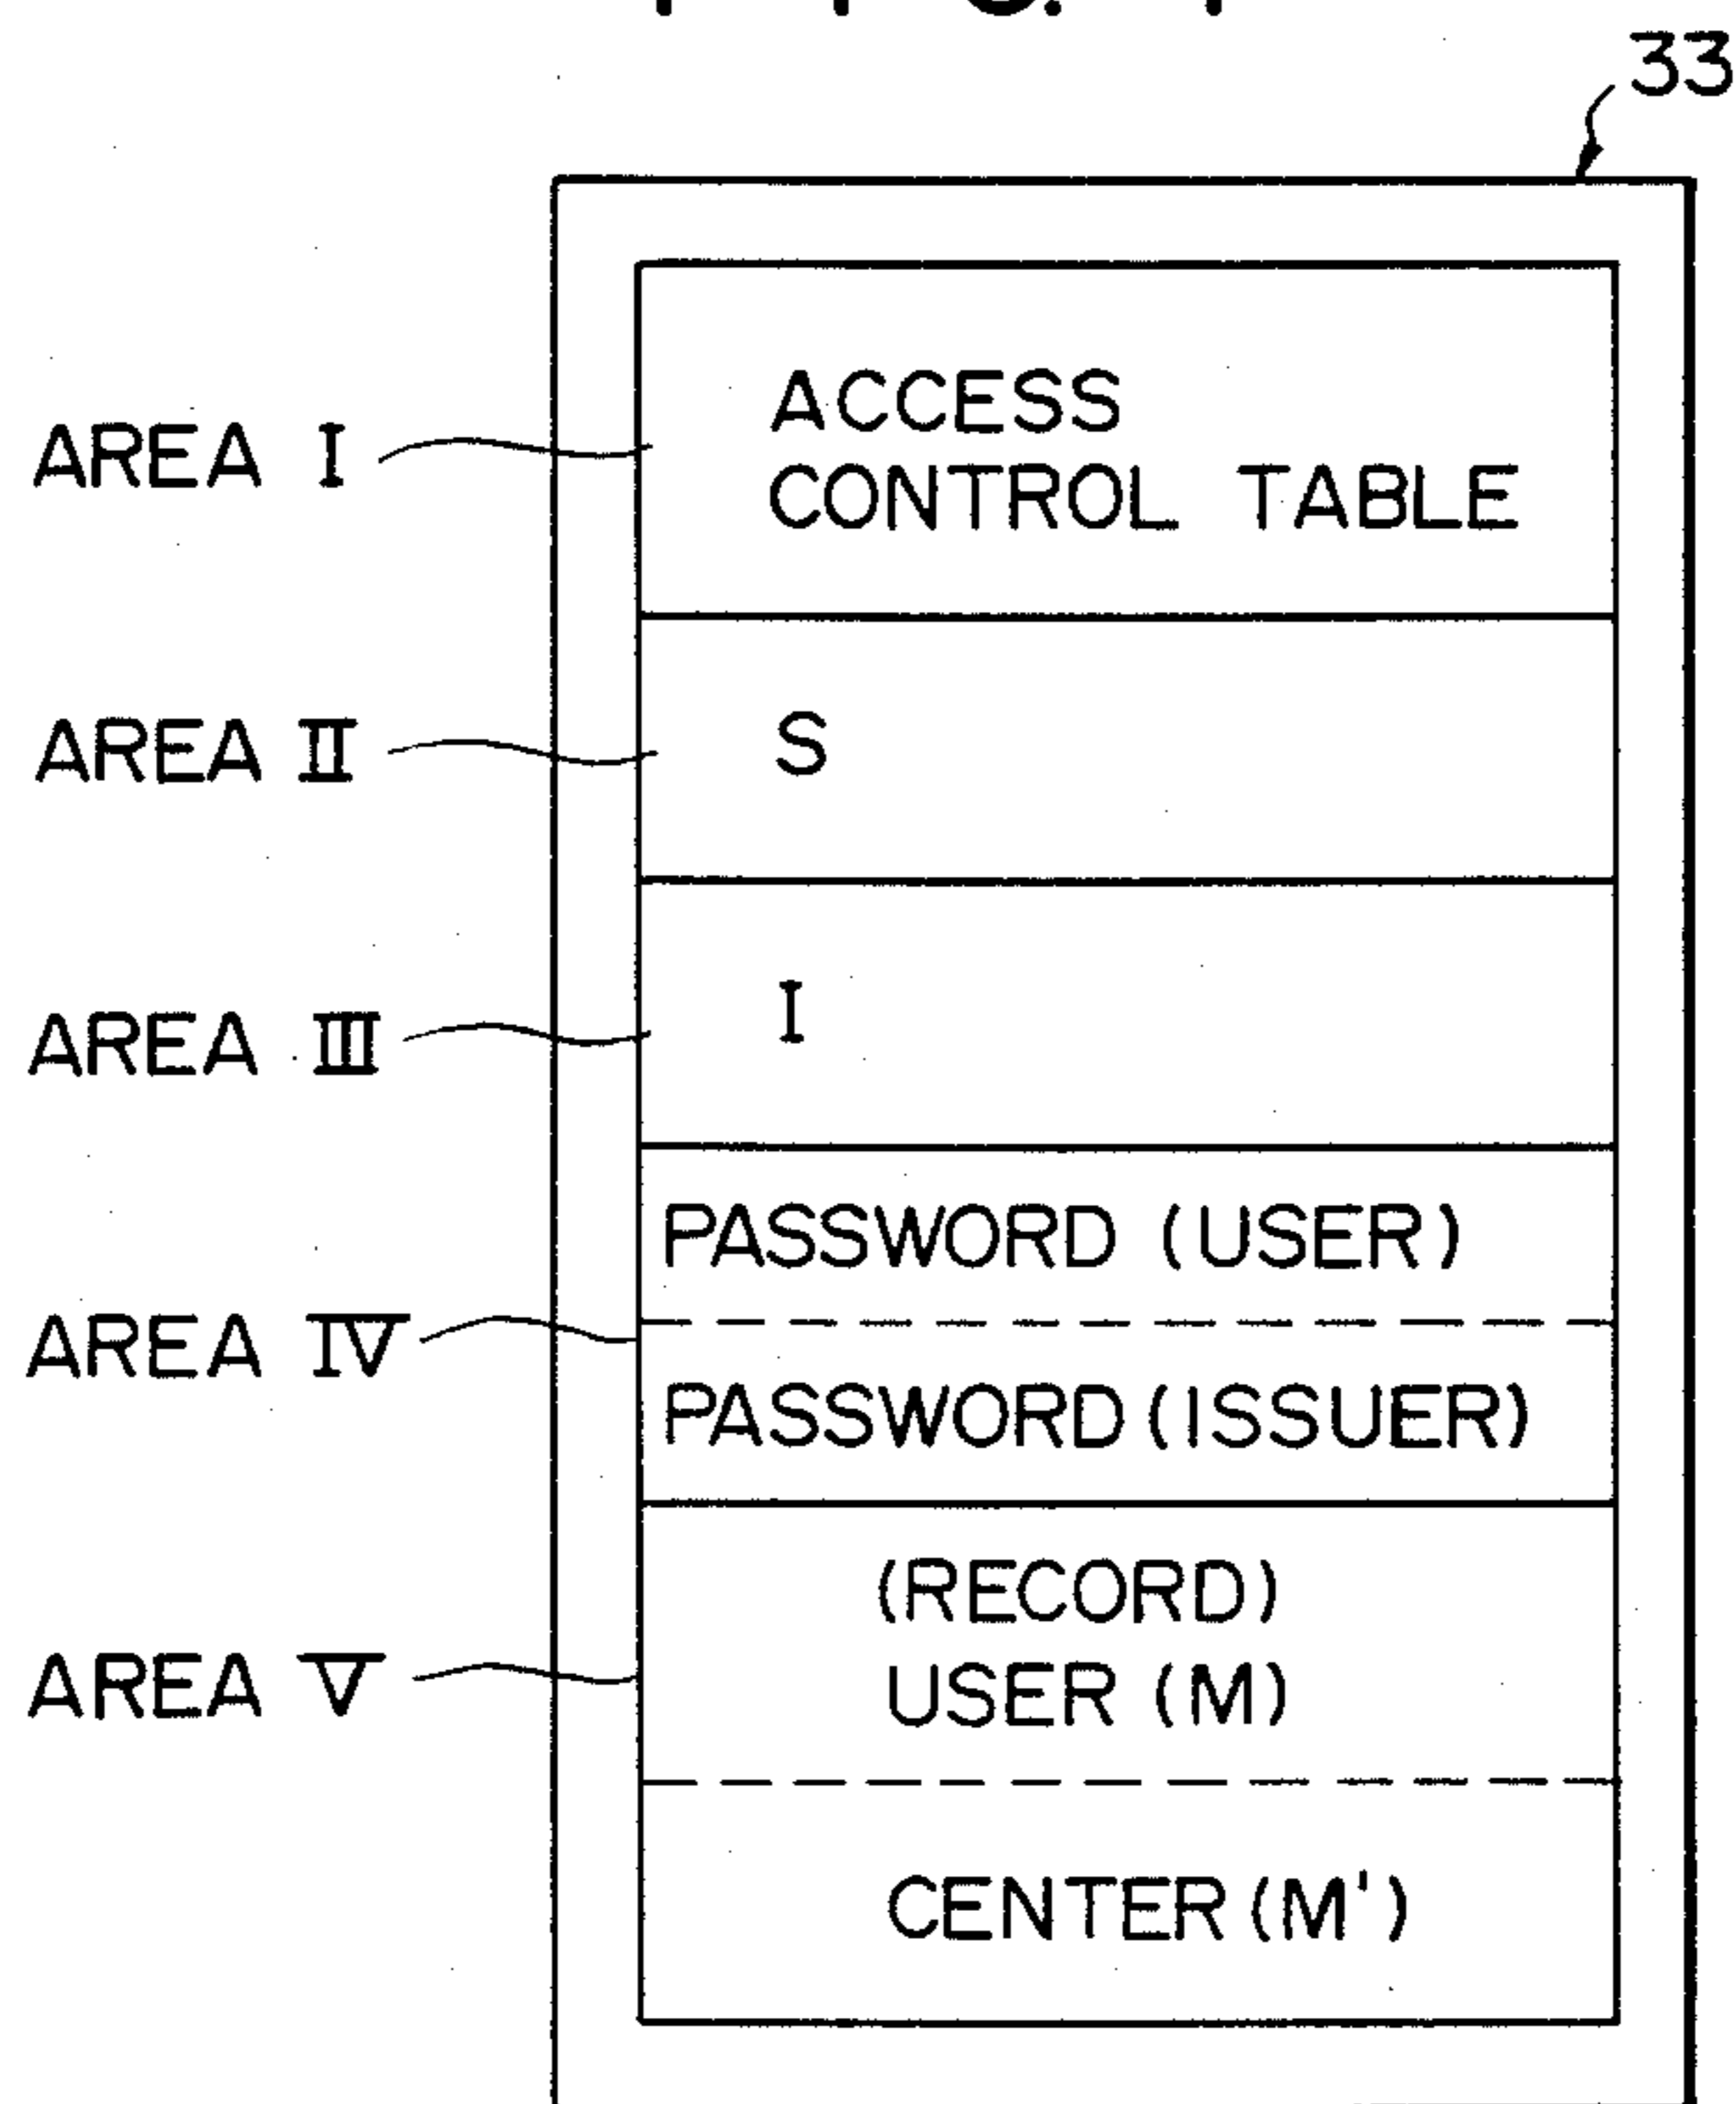 33
ACCESS
CONTROL TABLE
AREA I
S
AREA II
I
AREA III
PASSWORD (USER)
AREA IV
PASSWORD (ISSUER)
(RECORD)
USER (M)
AREA V
CENTER (M')